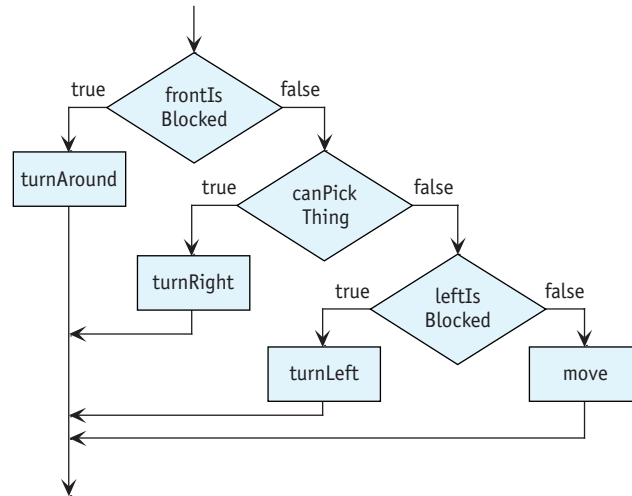 true
frontIs
Blocked
false
turnAround
true
canPick
Thing
false
turnRight
true
leftIs
Blocked
false
turnLeft
move